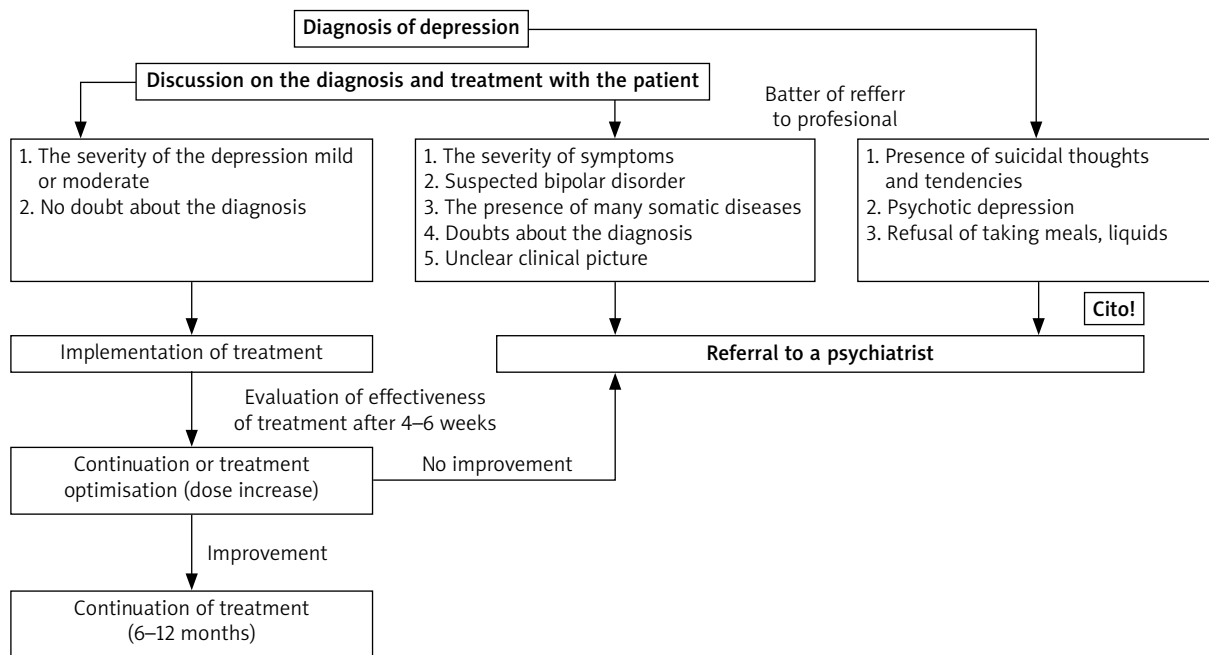 Diagnosis of depression
Discussion on the diagnosis and treatment with the patient
Batter of refferr
to profesional
1. The severity of the depression mild
or moderate
2. No doubt about the diagnosis
1. The severity of symptoms
2. Suspected bipolar disorder
3. The presence of many somatic diseases
4. Doubts about the diagnosis
5. Unclear clinical picture
1. Presence of suicidal thoughts
and tendencies
2. Psychotic depression
3. Refusal of taking meals, liquids
Cito!
Implementation of treatment
Referral to a psychiatrist
Evaluation of effectiveness
of treatment after 4–6 weeks
Continuation or treatment
optimisation (dose increase)
No improvement
Improvement
Continuation of treatment
(6–12 months)